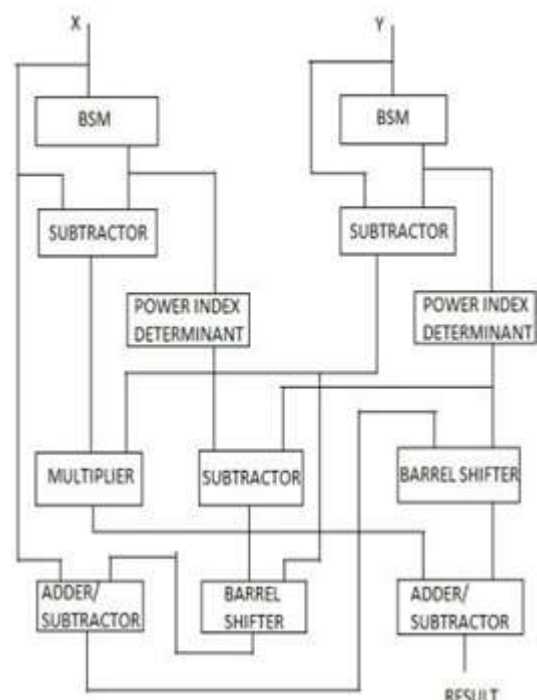 X
Y
BSM
BSM
SUBTRACTOR
SUBTRACTOR
POWER INDEX
DETERMINANT
POWER INDEX
DETERMINANT
MULTIPLIER
SUBTRACTOR
BARREL SHIFTER
ADDER/
SUBTRACTOR
BARREL
SHIFTER
ADDER/
SUBTRACTOR
RESULT